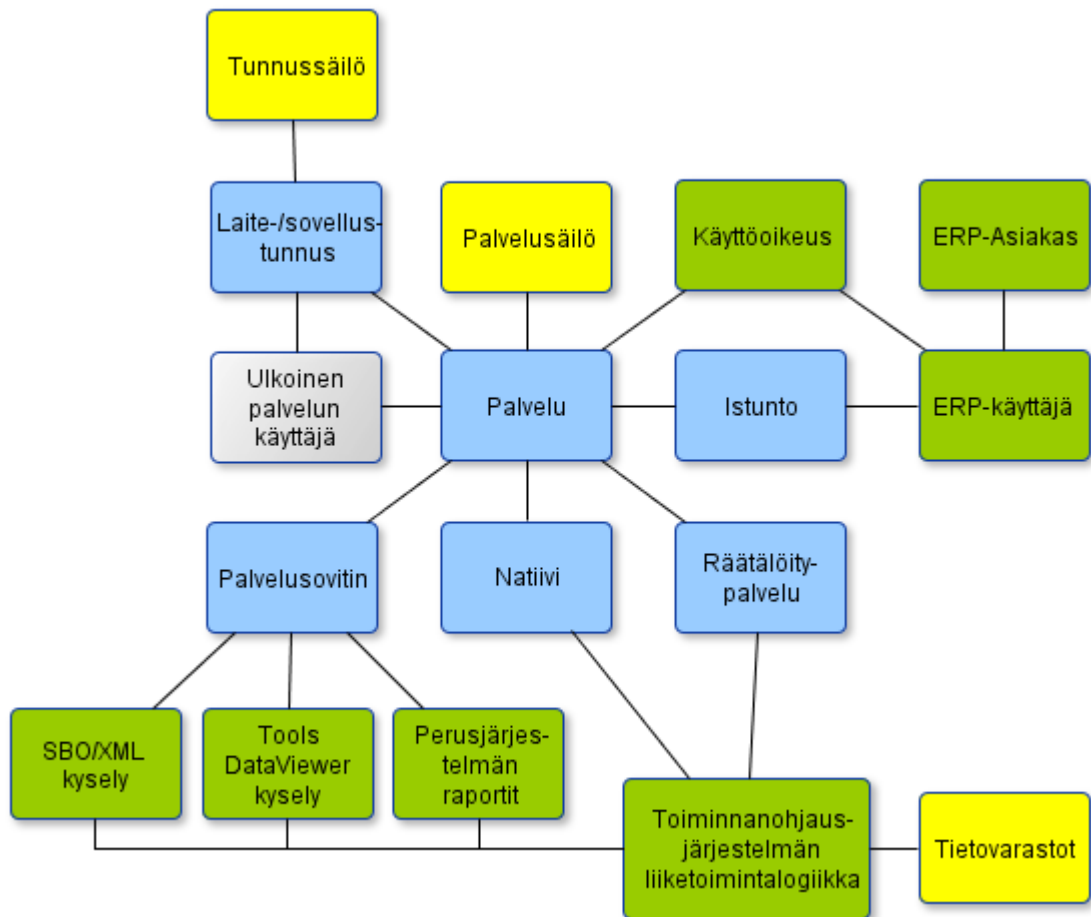 Tunnussäilö
Laite-/sovellus-
tunnus
Palvelusäilö
Käyttöoikeus
ERP-Asiakas
Ulkoinen
palvelun
käyttäjä
Palvelu
Istunto
ERP-käyttäjä
Palvelusovitin
Natiivi
Räätälöity-
palvelu
SBO/XML
kysely
Tools
DataViewer
kysely
Perusjärjes-
telmän
raportit
Toiminnanohjaus-
järjestelmän
liiketoimintalogiikka
Tietovarastot